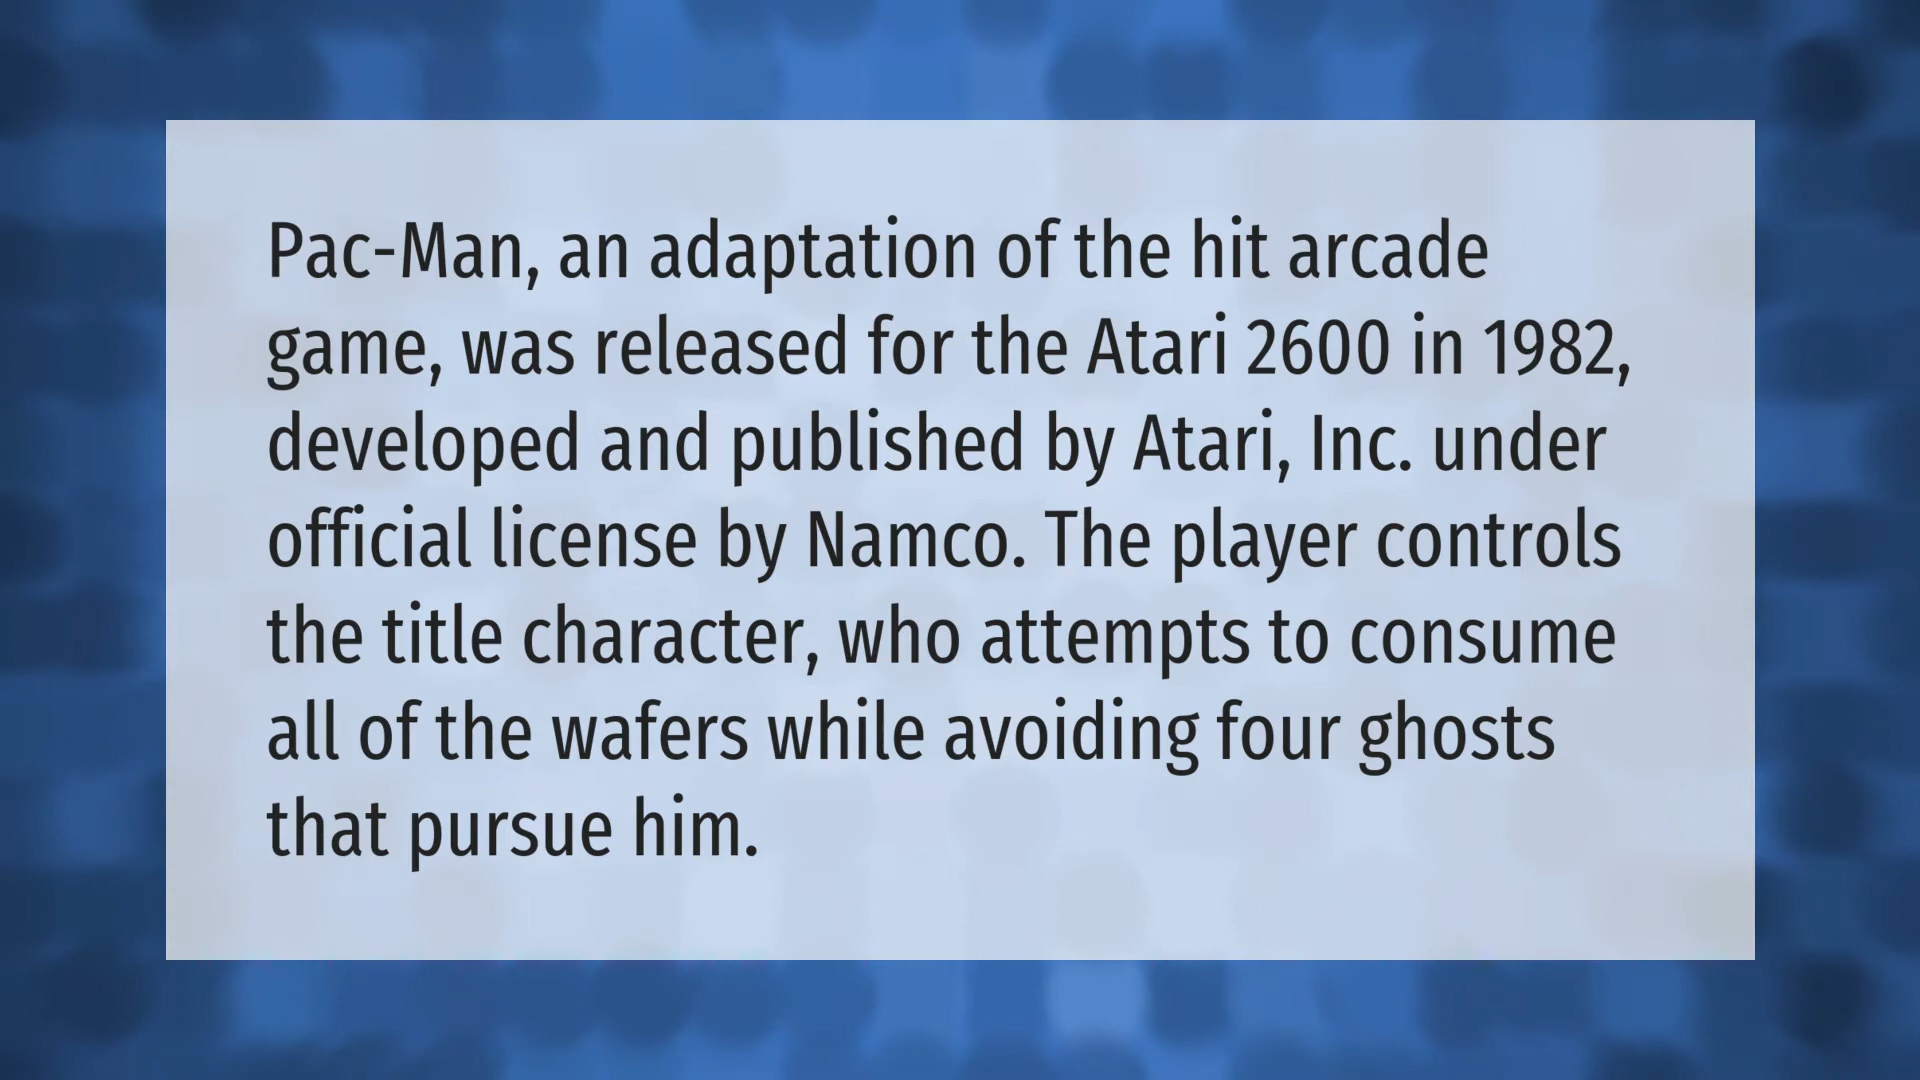 Pac-Man, an adaptation of the hit arcade
game, was released for the Atari 2600 in 1982,
developed and published by Atari, Inc. under
official license by Namco. The player controls
the title character, who attempts to consume
all of the wafers while avoiding four ghosts
that pursue him.